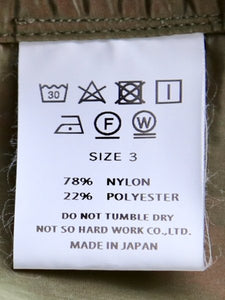 30
F W
SIZE 3
78% NYLON
22% POLYESTER
DO NOT TUMBLE DRY
NOT SO HARD WORK CO.,LTD.
MADE IN JAPAN